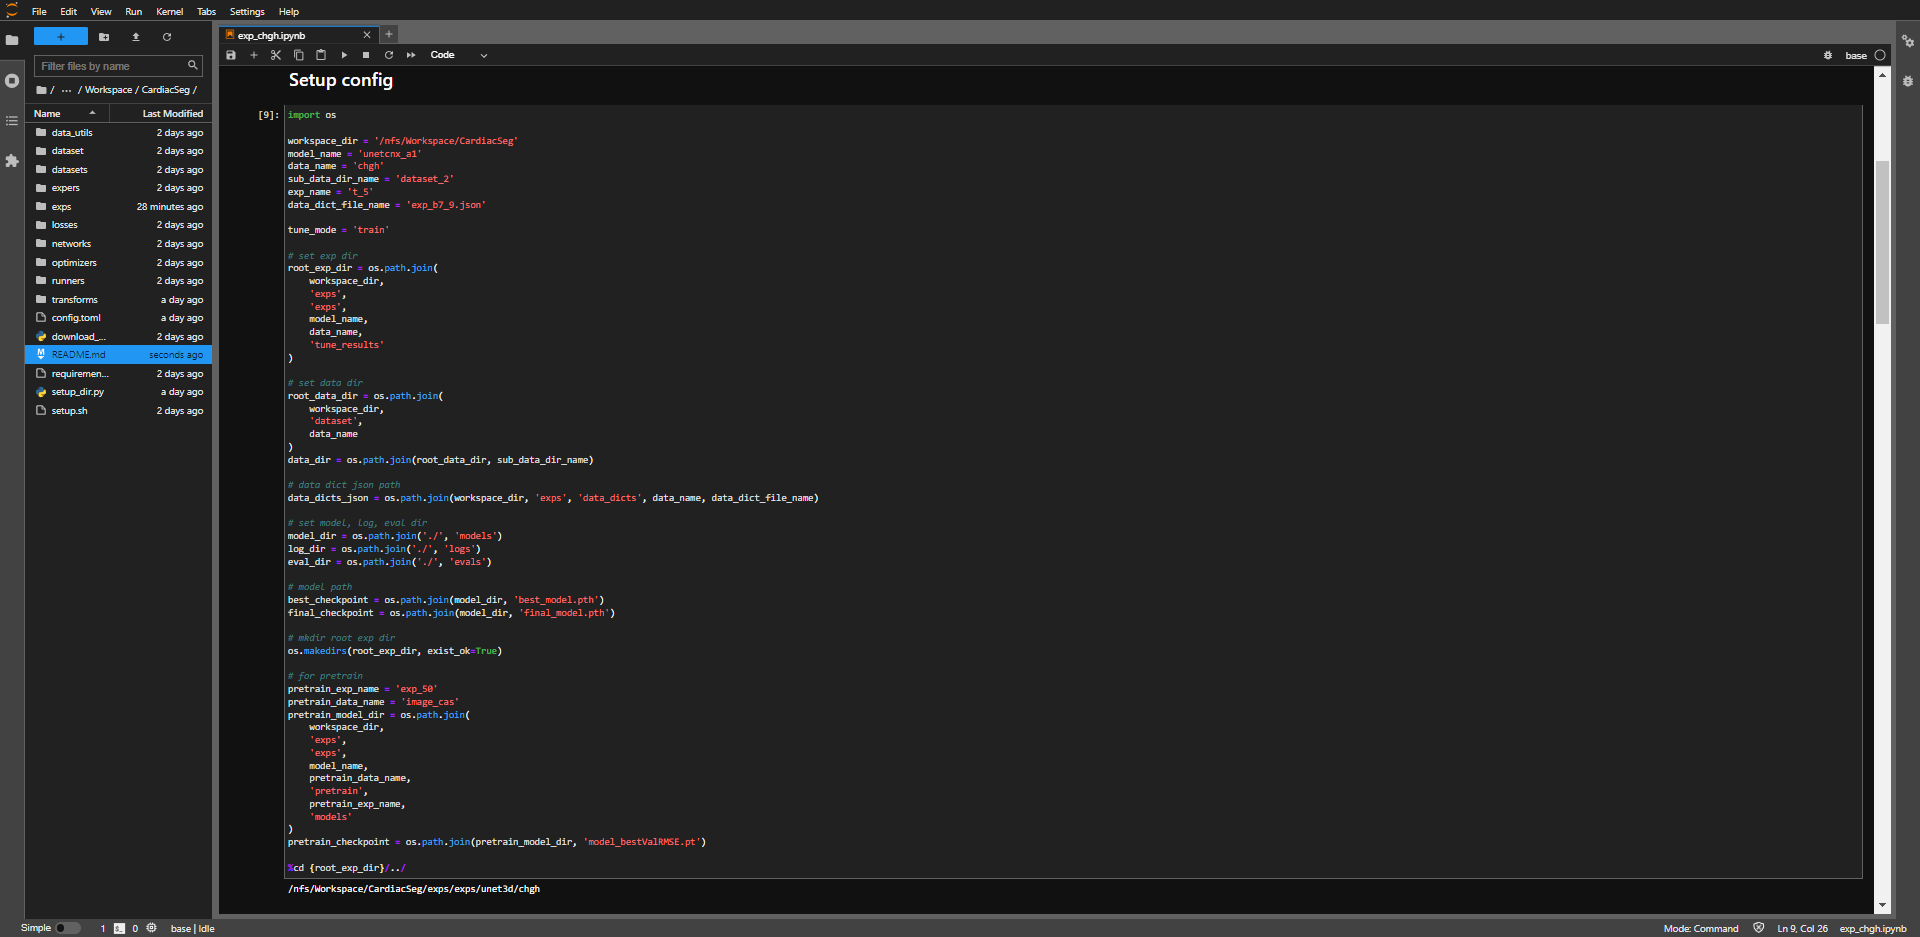 File Edit View Run Kernel Tabs Settings Help
+
Filter files by name
/ ··· / Workspace / CardiacSeg /
Name Last Modified
data_utils 2 days ago
dataset 2 days ago
datasets 2 days ago
expers 2 days ago
exps 28 minutes ago
losses 2 days ago
networks 2 days ago
optimizers 2 days ago
runners 2 days ago
transforms a day ago
config.toml a day ago
download_... 2 days ago
README.md seconds ago
requiremen... 2 days ago
setup_dir.py a day ago
setup.sh 2 days ago
exp_chgh.ipynb
Code
base
Setup config
[9]:
import os
workspace_dir = '/nfs/Workspace/CardiacSeg'
model_name = 'unetcnx_a1'
data_name = 'chgh'
sub_data_dir_name = 'dataset_2'
exp_name = 't_5'
data_dict_file_name = 'exp_b7_9.json'
tune_mode = 'train'
# set exp dir
root_exp_dir = os.path.join(
    workspace_dir,
    'exps',
    'exps',
    model_name,
    data_name,
    'tune_results'
)
# set data dir
root_data_dir = os.path.join(
    workspace_dir,
    'dataset',
    data_name
)
data_dir = os.path.join(root_data_dir, sub_data_dir_name)
# data dict json path
data_dicts_json = os.path.join(workspace_dir, 'exps', 'data_dicts', data_name, data_dict_file_name)
# set model, log, eval dir
model_dir = os.path.join('./', 'models')
log_dir = os.path.join('./', 'logs')
eval_dir = os.path.join('./', 'evals')
# model path
best_checkpoint = os.path.join(model_dir, 'best_model.pth')
final_checkpoint = os.path.join(model_dir, 'final_model.pth')
# mkdir root exp dir
os.makedirs(root_exp_dir, exist_ok=True)
# for pretrain
pretrain_exp_name = 'exp_50'
pretrain_data_name = 'image_cas'
pretrain_model_dir = os.path.join(
    workspace_dir,
    'exps',
    'exps',
    model_name,
    pretrain_data_name,
    'pretrain',
    pretrain_exp_name,
    'models'
)
pretrain_checkpoint = os.path.join(pretrain_model_dir, 'model_bestValRMSE.pt')
%cd {root_exp_dir}/../
/nfs/Workspace/CardiacSeg/exps/exps/unet3d/chgh
Simple 1 0 base | Idle Mode: Command Ln 9, Col 26 exp_chgh.ipynb